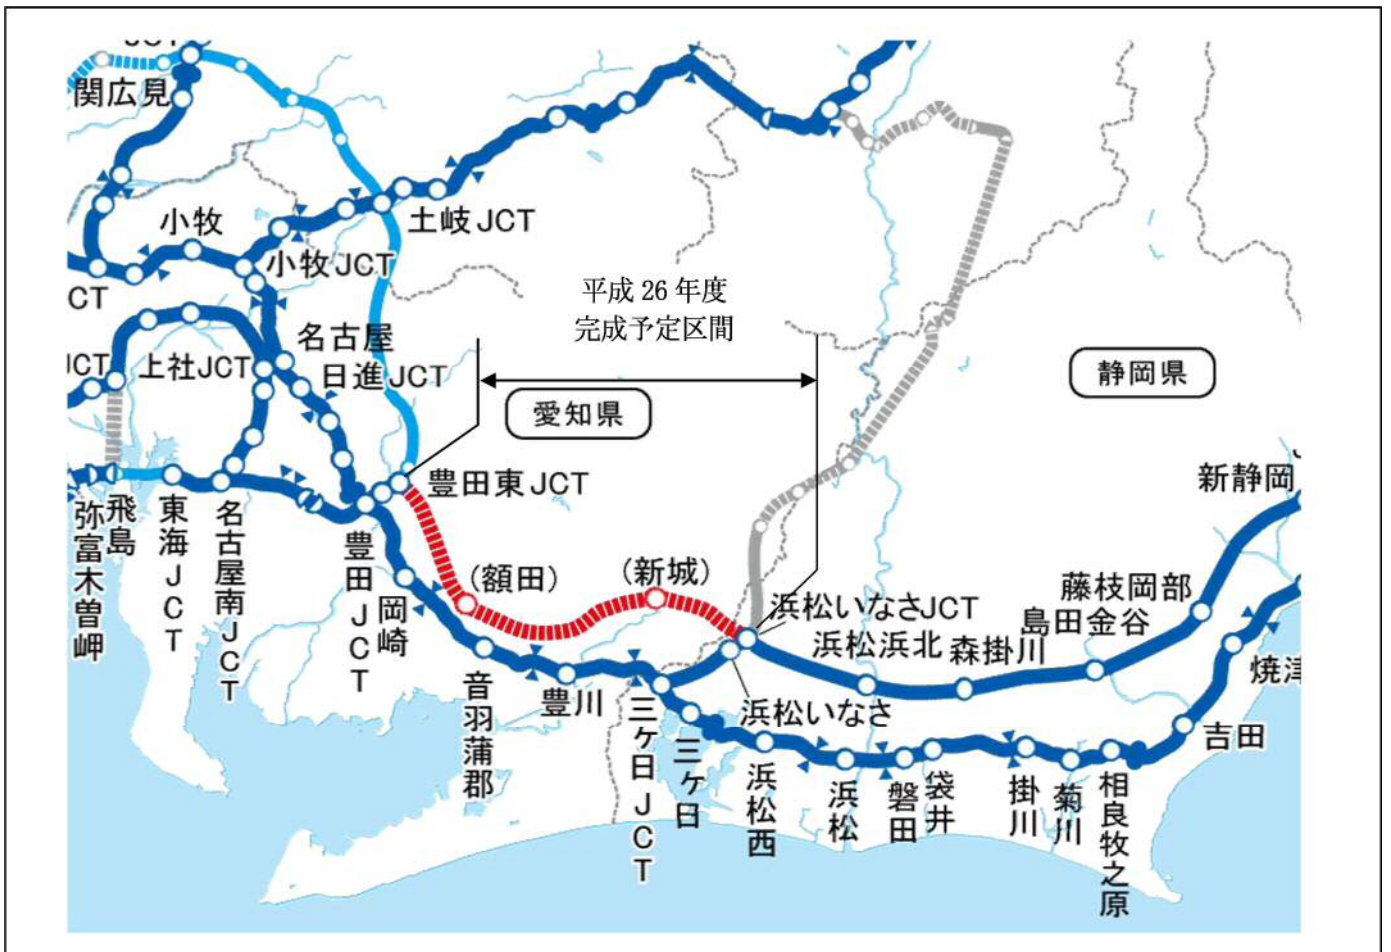 JCT
関広見
小牧
土岐JCT
小牧JCT
CT
平成 26 年度
完成予定区間
名古屋
日進JCT
JCT
上社JCT
愛知県
静岡県
豊田東JCT
新静岡
J
弥富木曽岬
飛島
東海JCT
名古屋南JCT
豊田JCT
岡崎
(額田)
(新城)
浜松いなさJCT
浜松浜北
森掛川
島田金谷
藤枝岡部
焼津
音羽蒲郡
豊川
三ケ日JCT
三ケ日
浜松いなさ
浜松西
浜松
磐田
袋井
掛川
菊川
相良牧之原
吉田